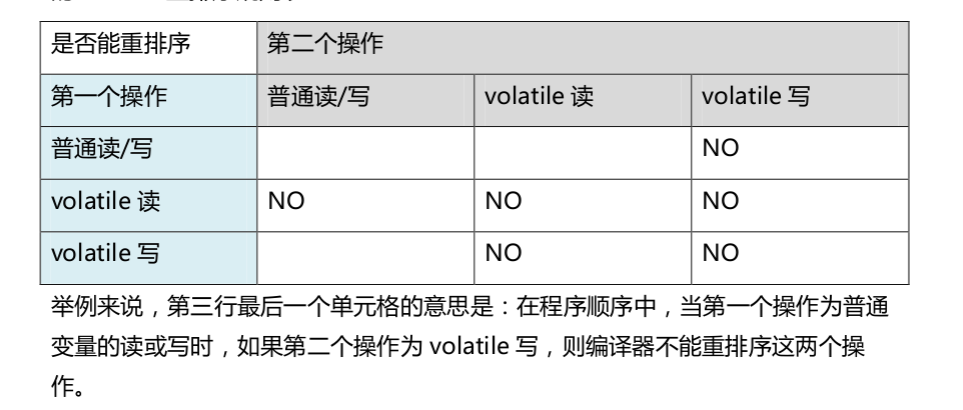 是否能重排序 第二个操作
第一个操作 普通读/写 volatile 读 volatile 写
普通读/写 NO
volatile 读 NO NO NO
volatile 写 NO NO
举例来说，第三行最后一个单元格的意思是：在程序顺序中，当第一个操作为普通
变量的读或写时，如果第二个操作为 volatile 写，则编译器不能重排序这两个操
作。